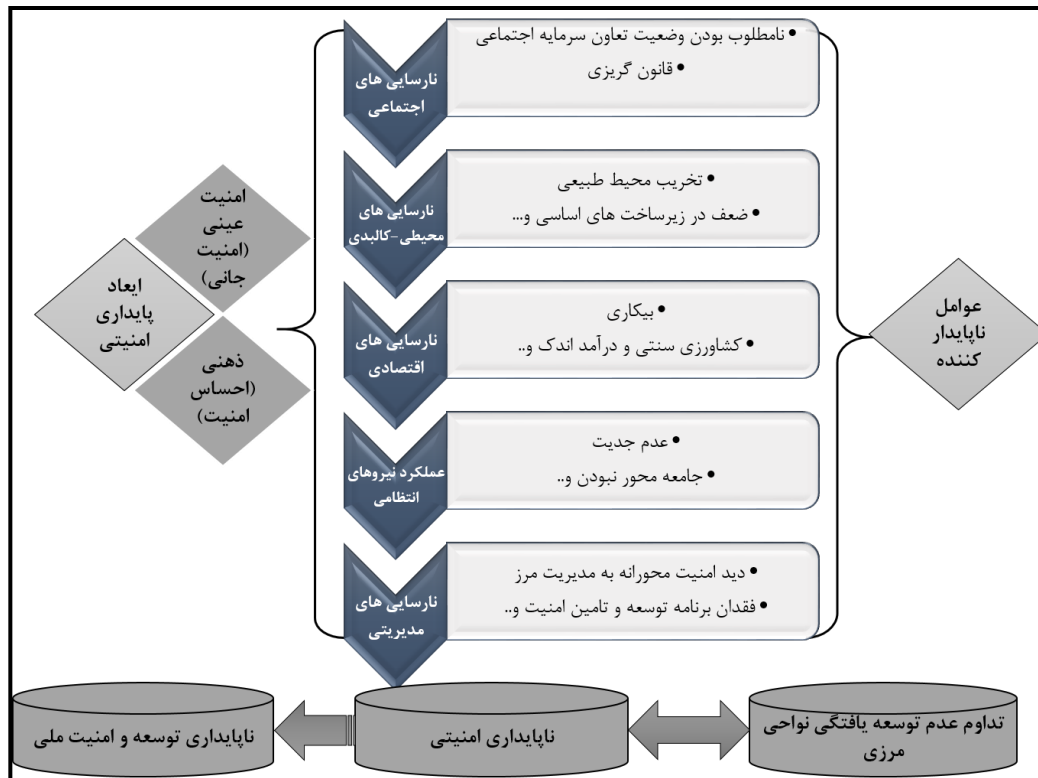 عوامل
ناپایدار
کننده
نارسایی های
اجتماعی
• نامطلوب بودن وضعیت تعاون سرمایه اجتماعی
• قانون گریزی
نارسایی های
محیطی-کالبدی
• تخریب محیط طبیعی
• ضعف در زیرساخت های اساسی و...
نارسایی های
اقتصادی
• بیکاری
• کشاورزی سنتی و درآمد اندک و..
عملکرد نیروهای
انتظامی
• عدم جدیت
• جامعه محور نبودن و..
نارسایی های
مدیریتی
• دید امنیت محورانه به مدیریت مرز
• فقدان برنامه توسعه و تامین امنیت و..
امنیت
عینی
(امنیت
جانی)
ذهنی
(احساس
امنیت)
ایعاد
پایداری
امنیتی
تداوم عدم توسعه یافتگی نواحی
مرزی
ناپایداری امنیتی
ناپایداری توسعه و امنیت ملی